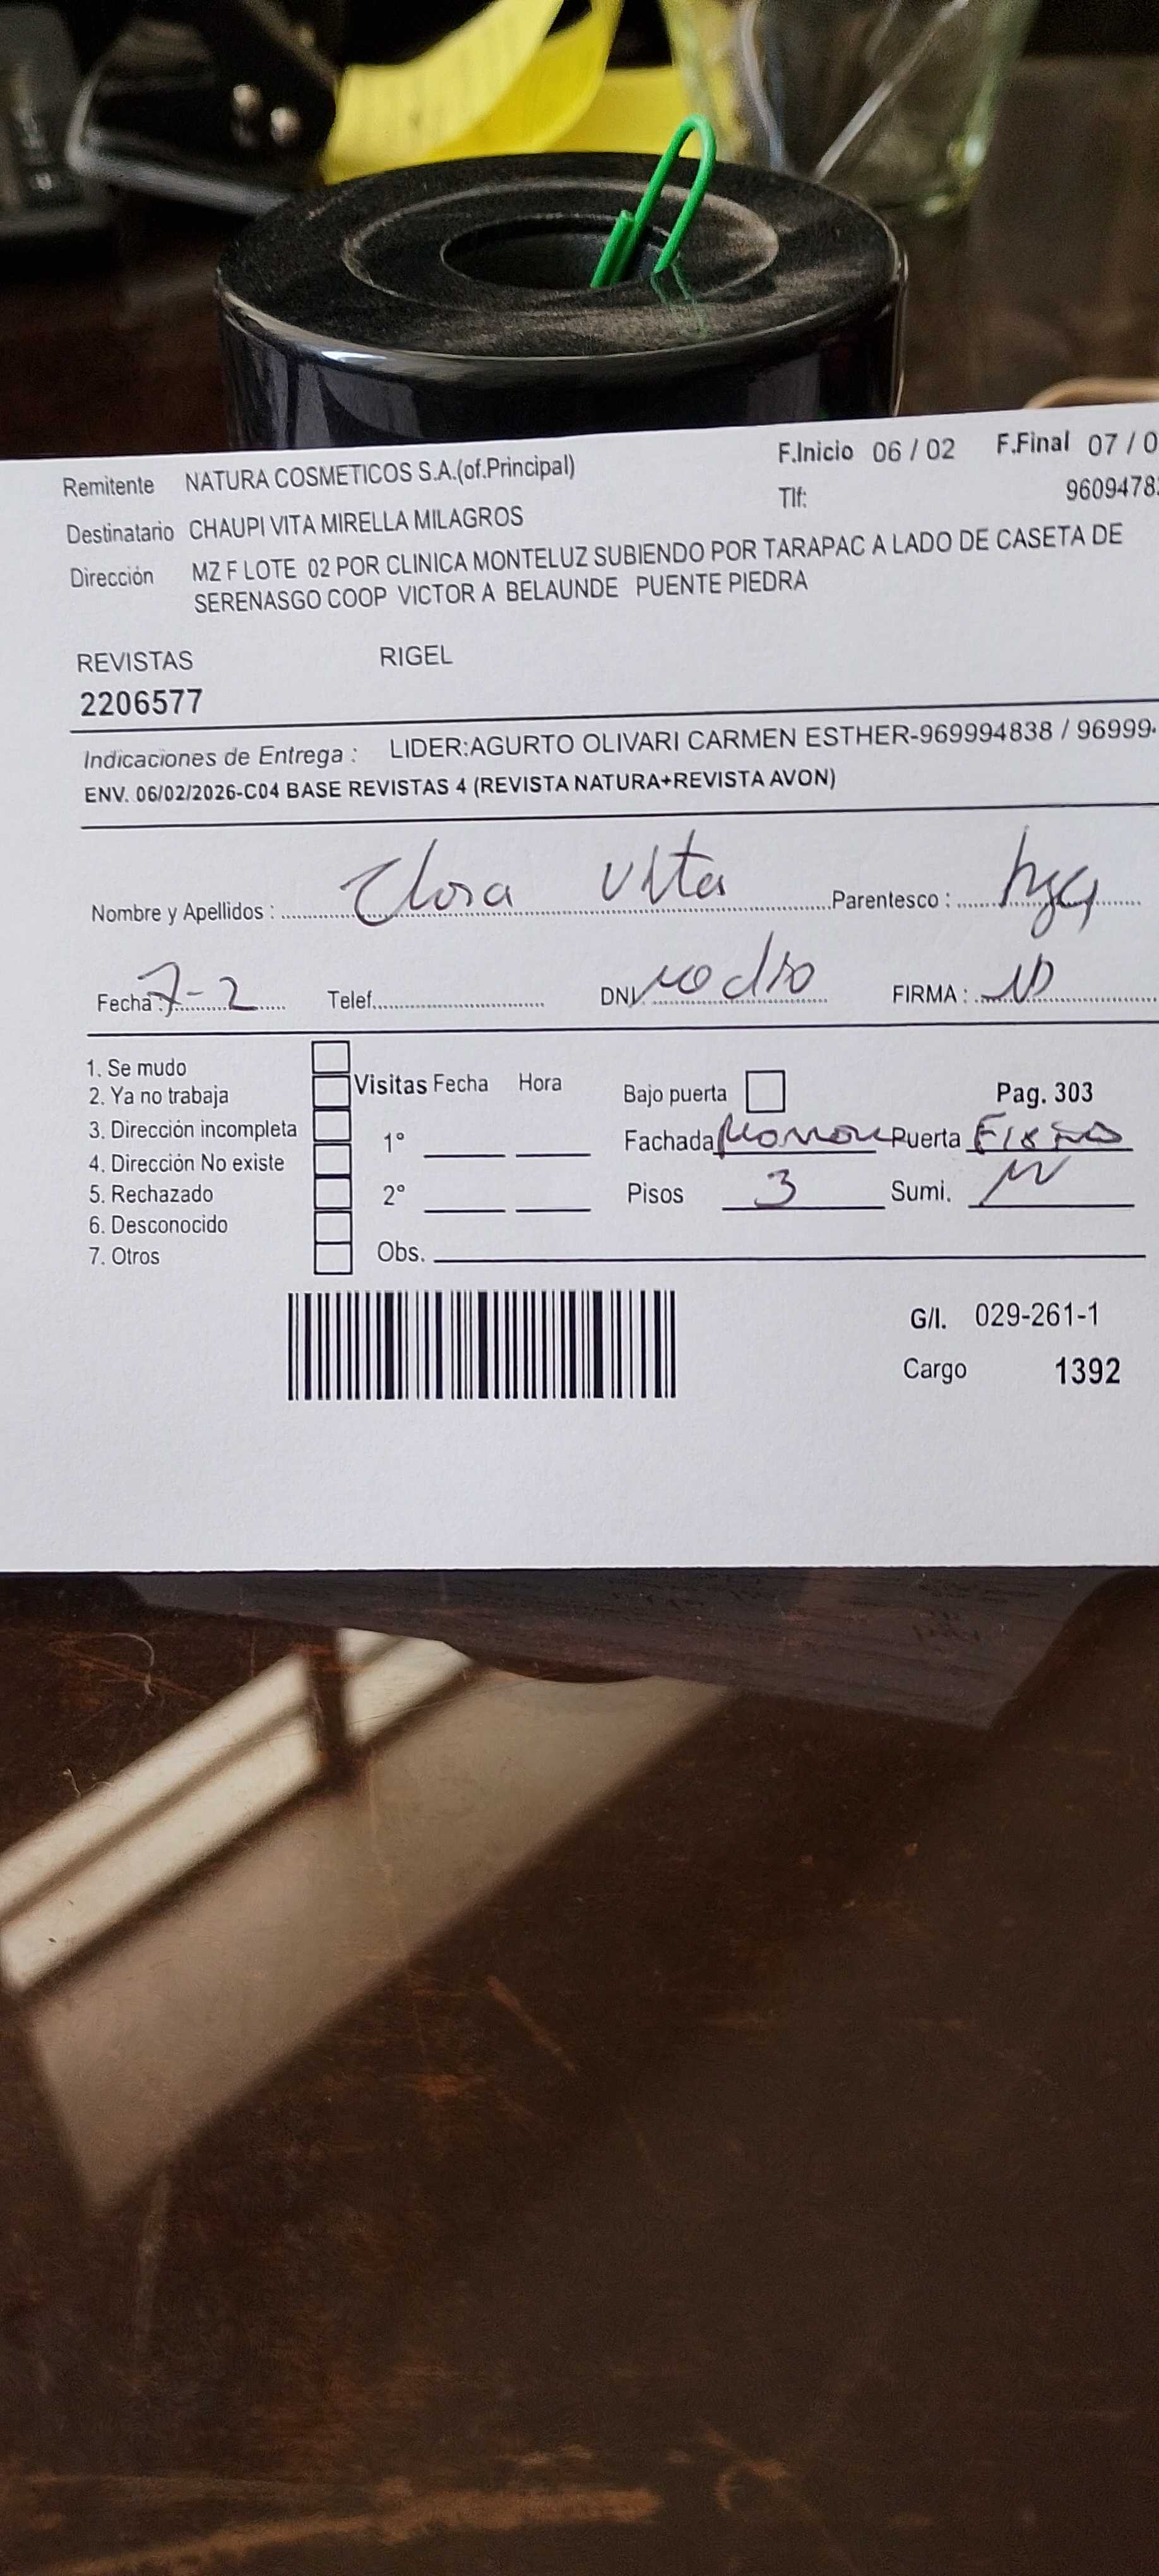 Remitente NATURA COSMETICOS S.A.(of.Principal) F.Inicio 06 / 02 F.Final 07 / 0
Destinatario CHAUPI VITA MIRELLA MILAGROS Tlf: 9609478
Dirección MZ F LOTE 02 POR CLINICA MONTELUZ SUBIENDO POR TARAPAC A LADO DE CASETA DE
SERENASGO COOP VICTOR A BELAUNDE PUENTE PIEDRA
REVISTAS RIGEL
2206577
Indicaciones de Entrega : LIDER:AGURTO OLIVARI CARMEN ESTHER-969994838 / 96999
ENV. 06/02/2026-C04 BASE REVISTAS 4 (REVISTA NATURA+REVISTA AVON)
Nombre y Apellidos : Vita Parentesco :
Fecha : 7-2 Telef. DNI no dio FIRMA :
1. Se mudo
2. Ya no trabaja Visitas Fecha Hora Bajo puerta Pag. 303
3. Dirección incompleta 1° Fachada Puerta
4. Dirección No existe
5. Rechazado 2° Pisos 3 Sumi.
6. Desconocido
7. Otros Obs.
G/I. 029-261-1
Cargo 1392